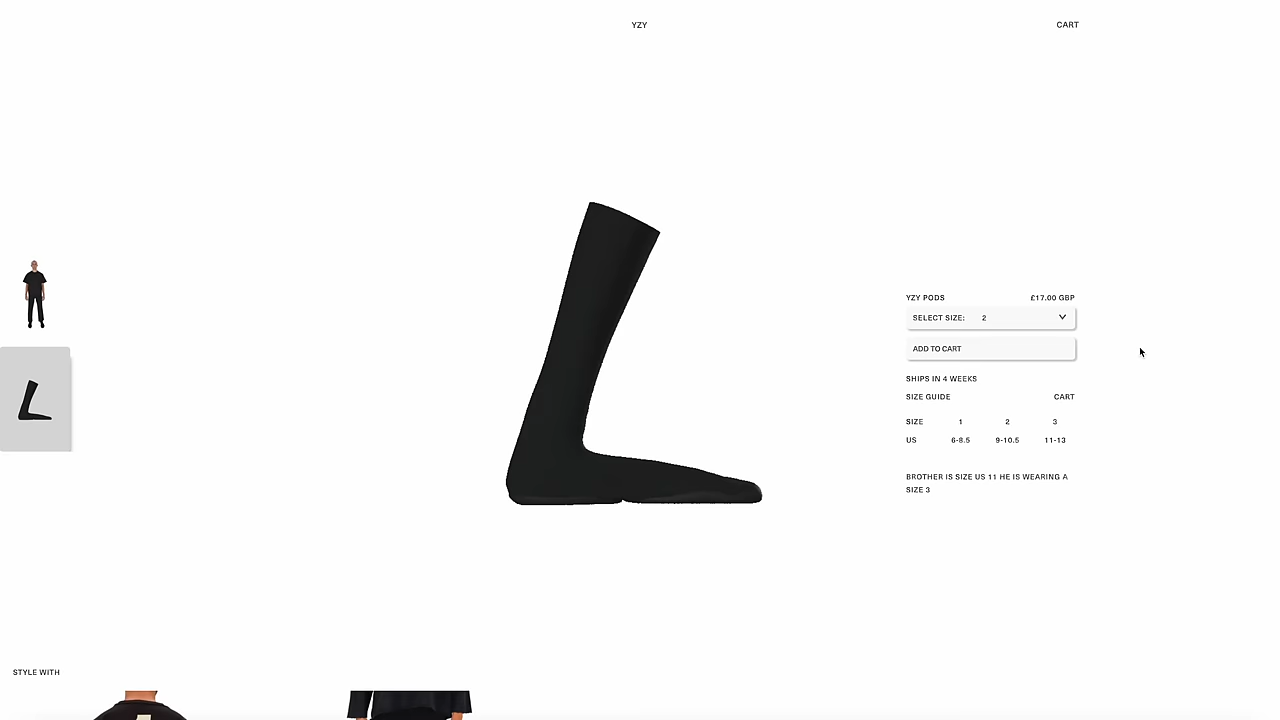 YZY
CART
YZY PODS £17.00 GBP
SELECT SIZE: 2
ADD TO CART
SHIPS IN 4 WEEKS
SIZE GUIDE CART
SIZE 1 2 3
US 6-8.5 9-10.5 11-13
BROTHER IS SIZE US 11 HE IS WEARING A
SIZE 3
STYLE WITH